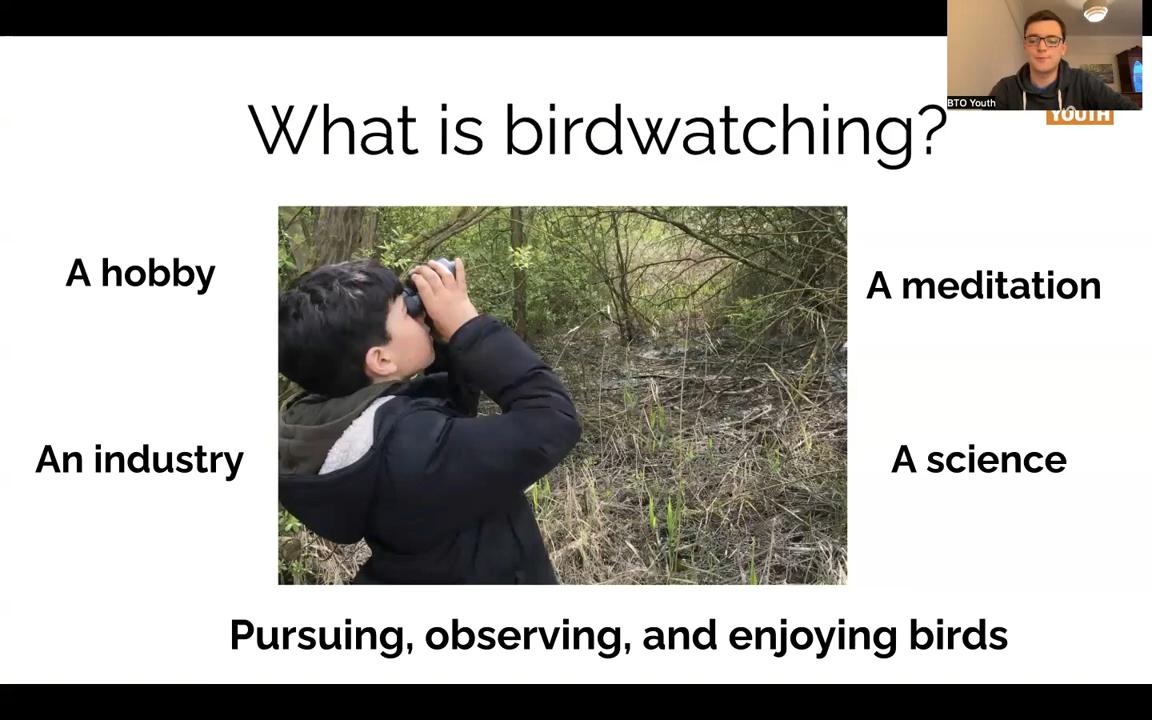 BTO Youth
YOUTH
What is birdwatching?
A hobby
A meditation
An industry
A science
Pursuing, observing, and enjoying birds